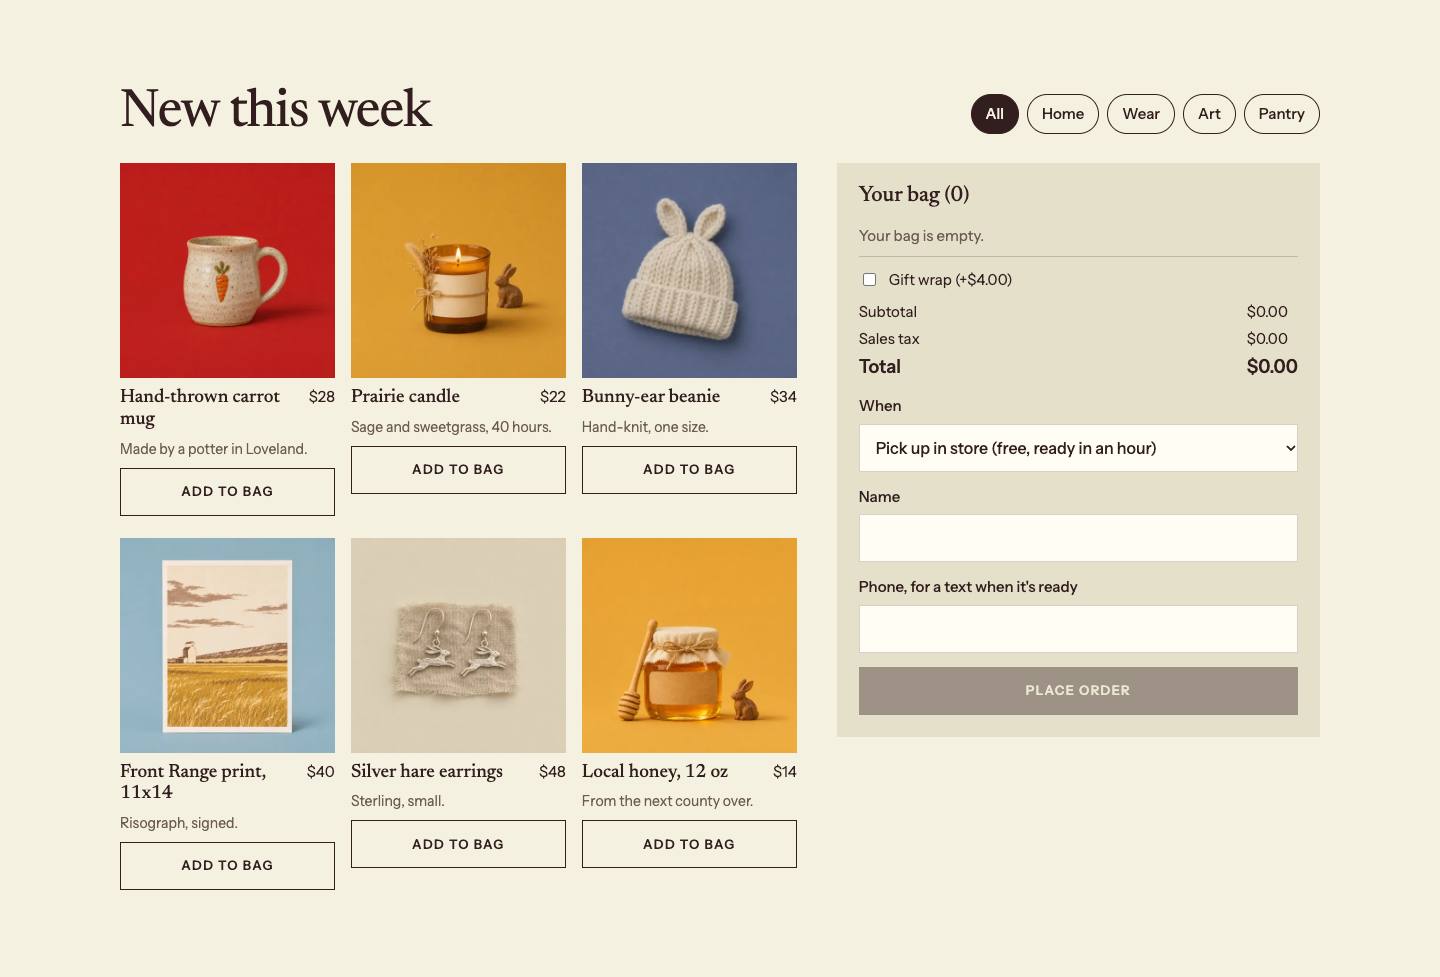 New this week
All
Home
Wear
Art
Pantry
Hand-thrown carrot
mug
$28
Made by a potter in Loveland.
ADD TO BAG
Prairie candle
$22
Sage and sweetgrass, 40 hours.
ADD TO BAG
Bunny-ear beanie
$34
Hand-knit, one size.
ADD TO BAG
Front Range print,
11x14
$40
Risograph, signed.
ADD TO BAG
Silver hare earrings
$48
Sterling, small.
ADD TO BAG
Local honey, 12 oz
$14
From the next county over.
ADD TO BAG
Your bag (0)
Your bag is empty.
Gift wrap (+$4.00)
Subtotal $0.00
Sales tax $0.00
Total $0.00
When
Pick up in store (free, ready in an hour)
Name
Phone, for a text when it's ready
PLACE ORDER